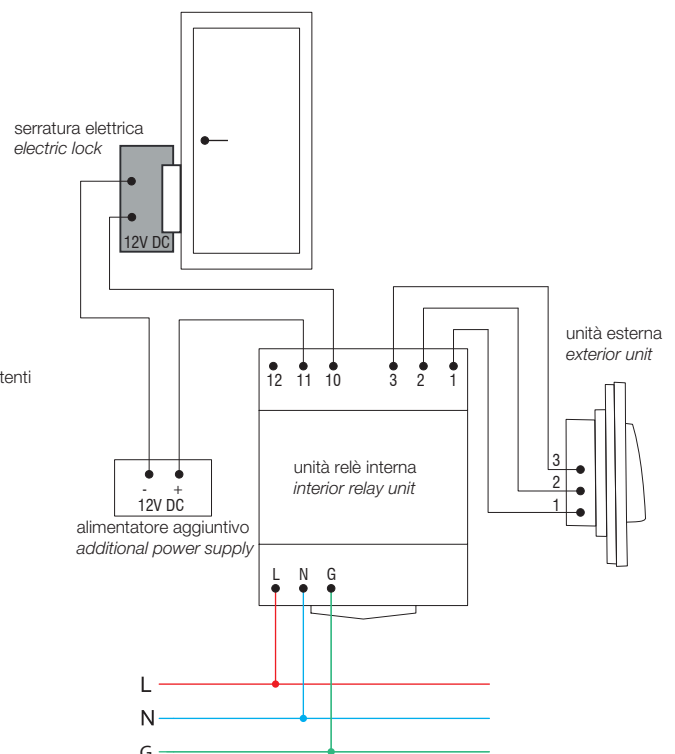 serratura elettrica
electric lock
12V DC
unità esterna
exterior unit
tenti
12 11 10 3 2 1
unità relè interna
interior relay unit
3
2
1
- +
12V DC
alimentatore aggiuntivo
additional power supply
L N G
L
N
G